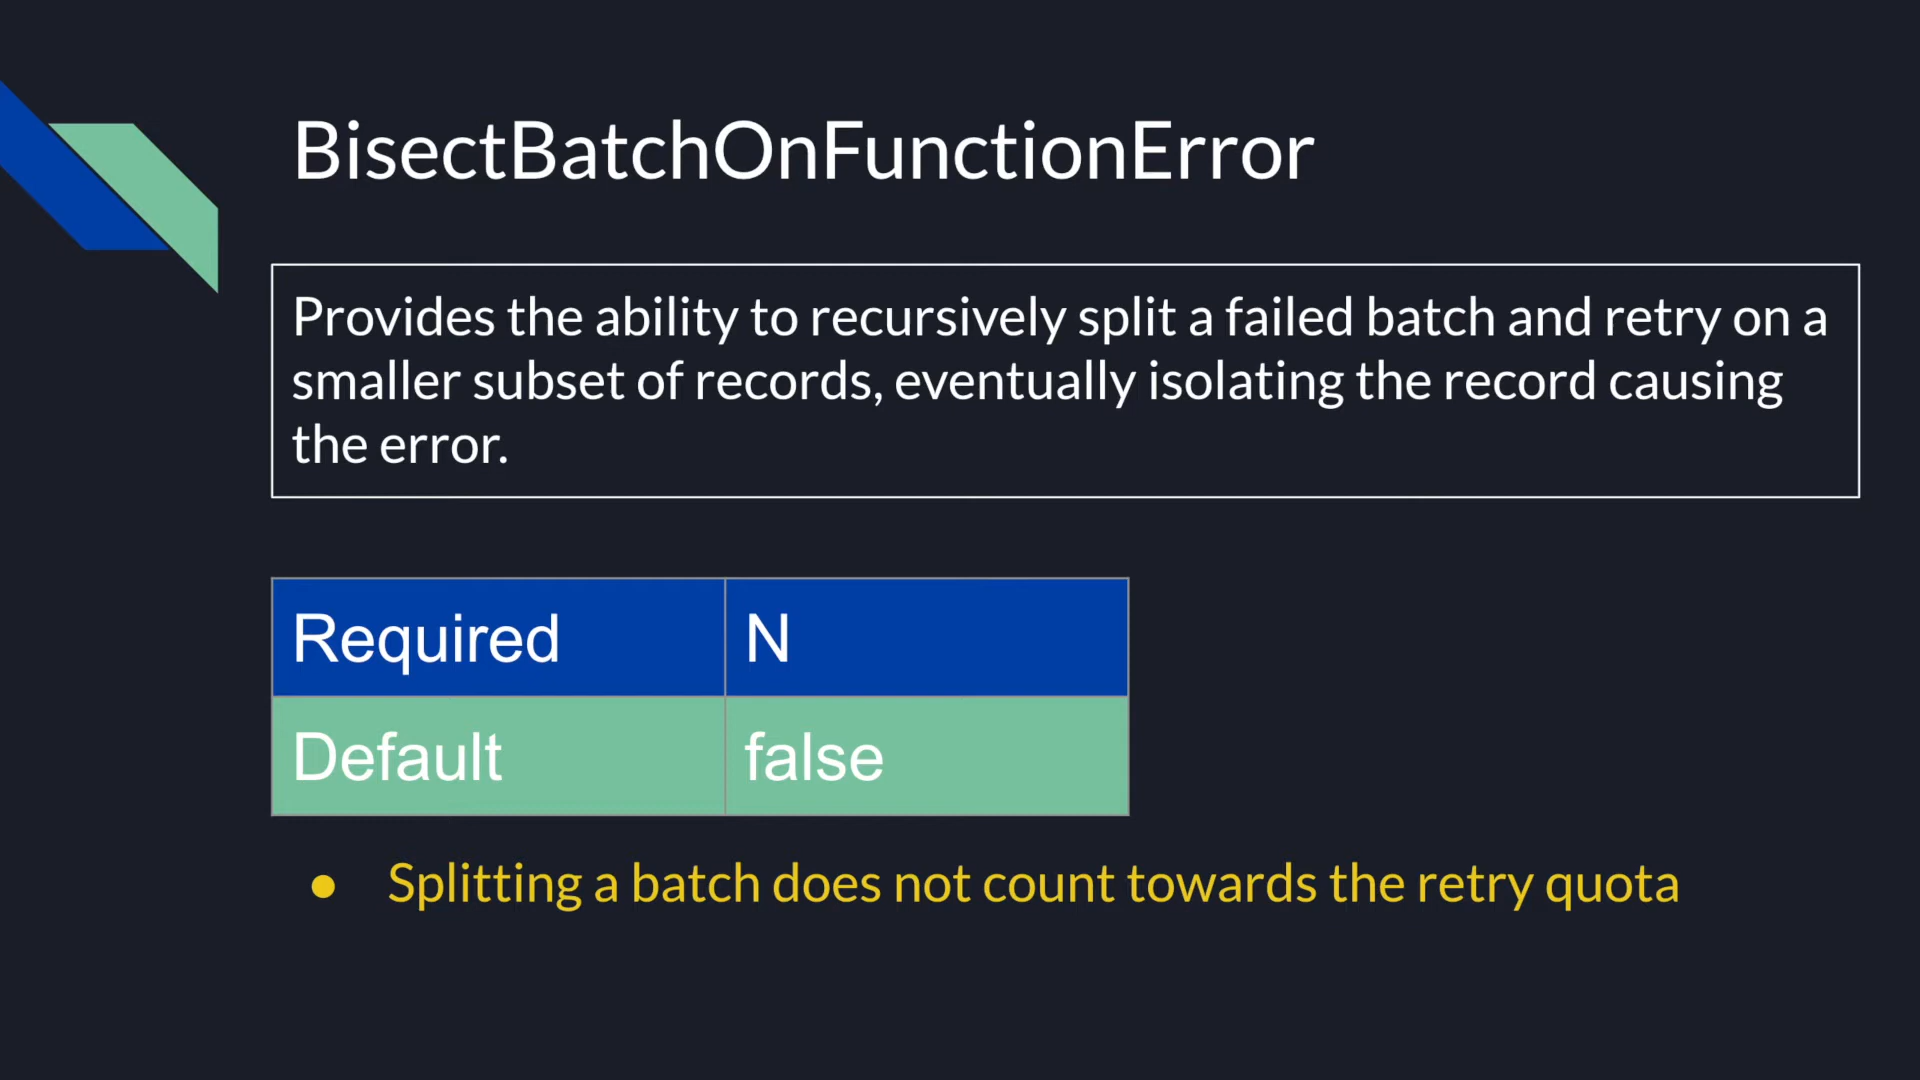 BisectBatchOnFunctionError
Provides the ability to recursively split a failed batch and retry on a
smaller subset of records, eventually isolating the record causing
the error.
Required N
Default false
● Splitting a batch does not count towards the retry quota